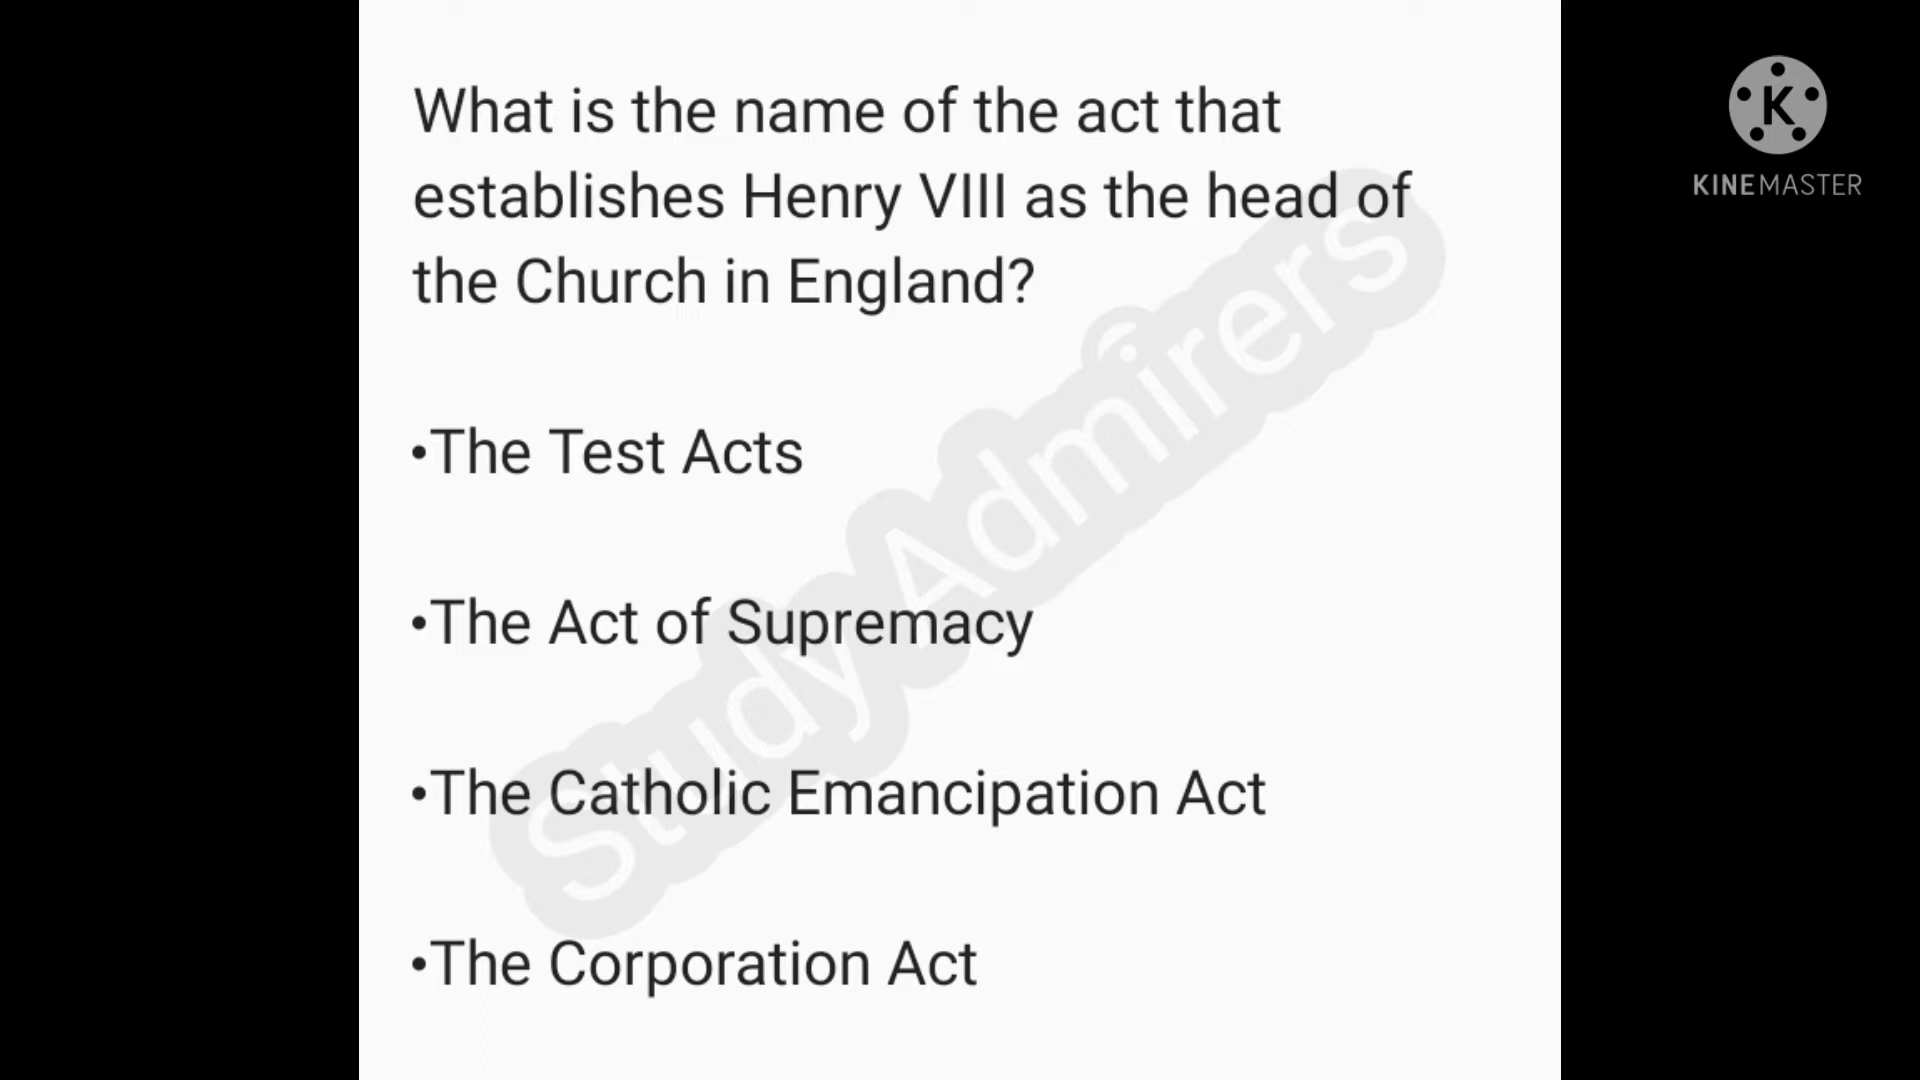 What is the name of the act that
establishes Henry VIII as the head of
the Church in England?
•The Test Acts
•The Act of Supremacy
•The Catholic Emancipation Act
•The Corporation Act
Study Admirers
K
KINEMASTER